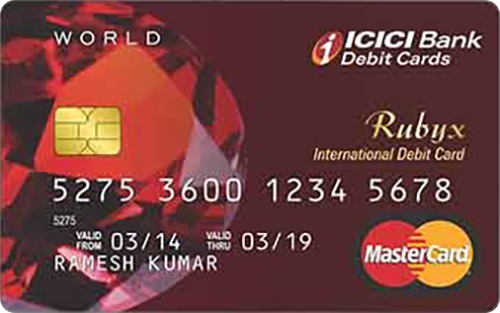 WORLD
ICICI Bank
Debit Cards
Rubyx
International Debit Card
5275 3600 1234 5678
5275
VALID FROM 03/14 VALID THRU 03/19
RAMESH KUMAR
MasterCard